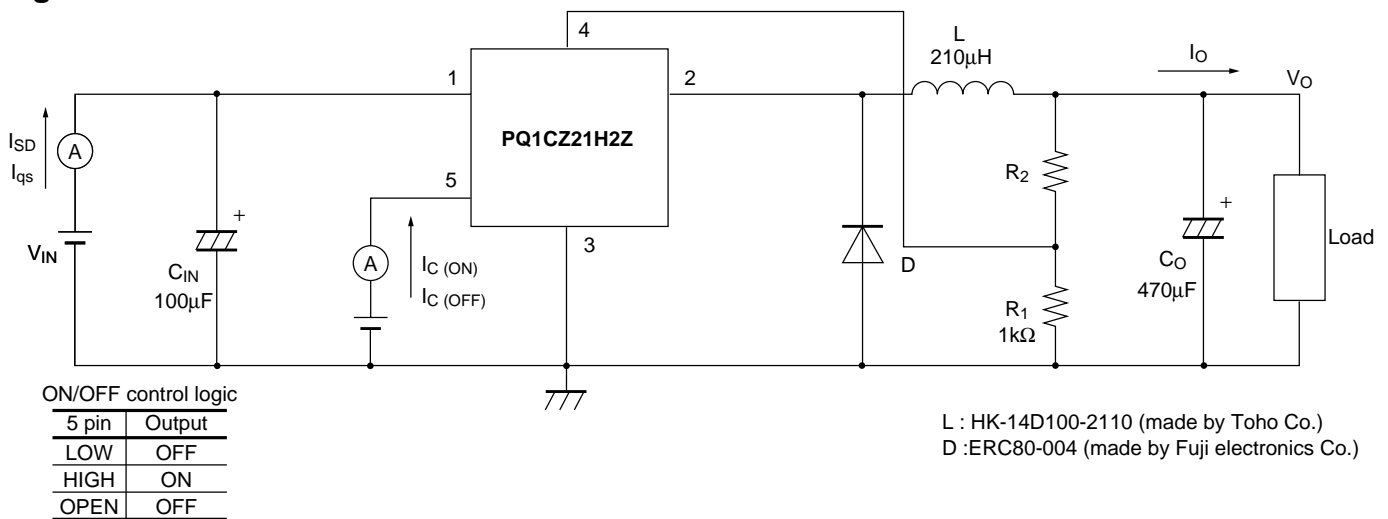 4
L
210μH
IO
VO
1
2
PQ1CZ21H2Z
ISD
Iqs
A
R2
5
+
+
VIN
3
Load
CIN
100μF
A
IC (ON)
IC (OFF)
D
CO
470μF
R1
1kΩ
ON/OFF control logic
5 pin Output
LOW OFF
HIGH ON
OPEN OFF
L : HK-14D100-2110 (made by Toho Co.)
D :ERC80-004 (made by Fuji electronics Co.)